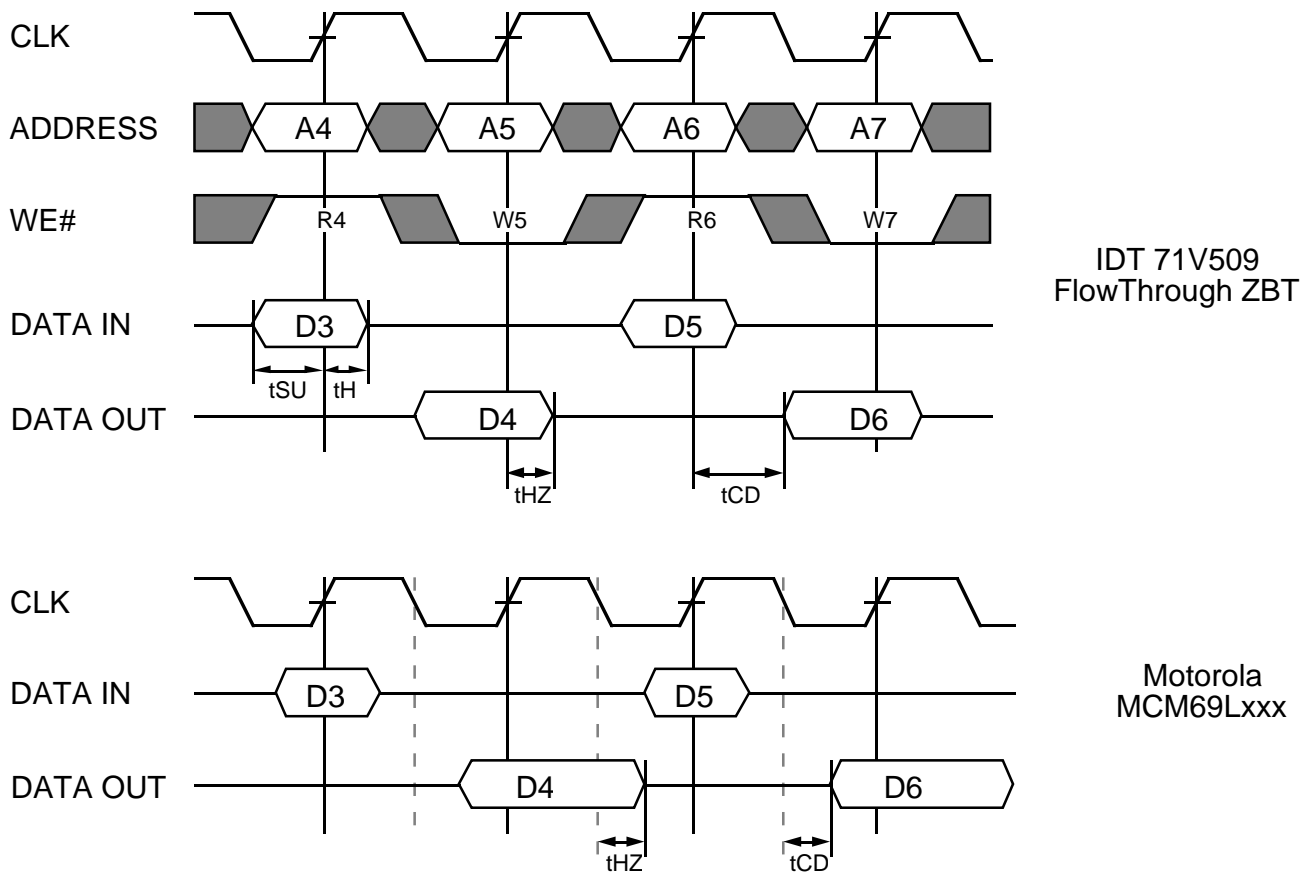 CLK
ADDRESS A4 A5 A6 A7
WE# R4 W5 R6 W7
IDT 71V509
FlowThrough ZBT
DATA IN D3 D5
tSU tH
DATA OUT D4 D6
tHZ tCD
CLK
DATA IN D3 D5
Motorola
MCM69Lxxx
DATA OUT D4 D6
tHZ tCD